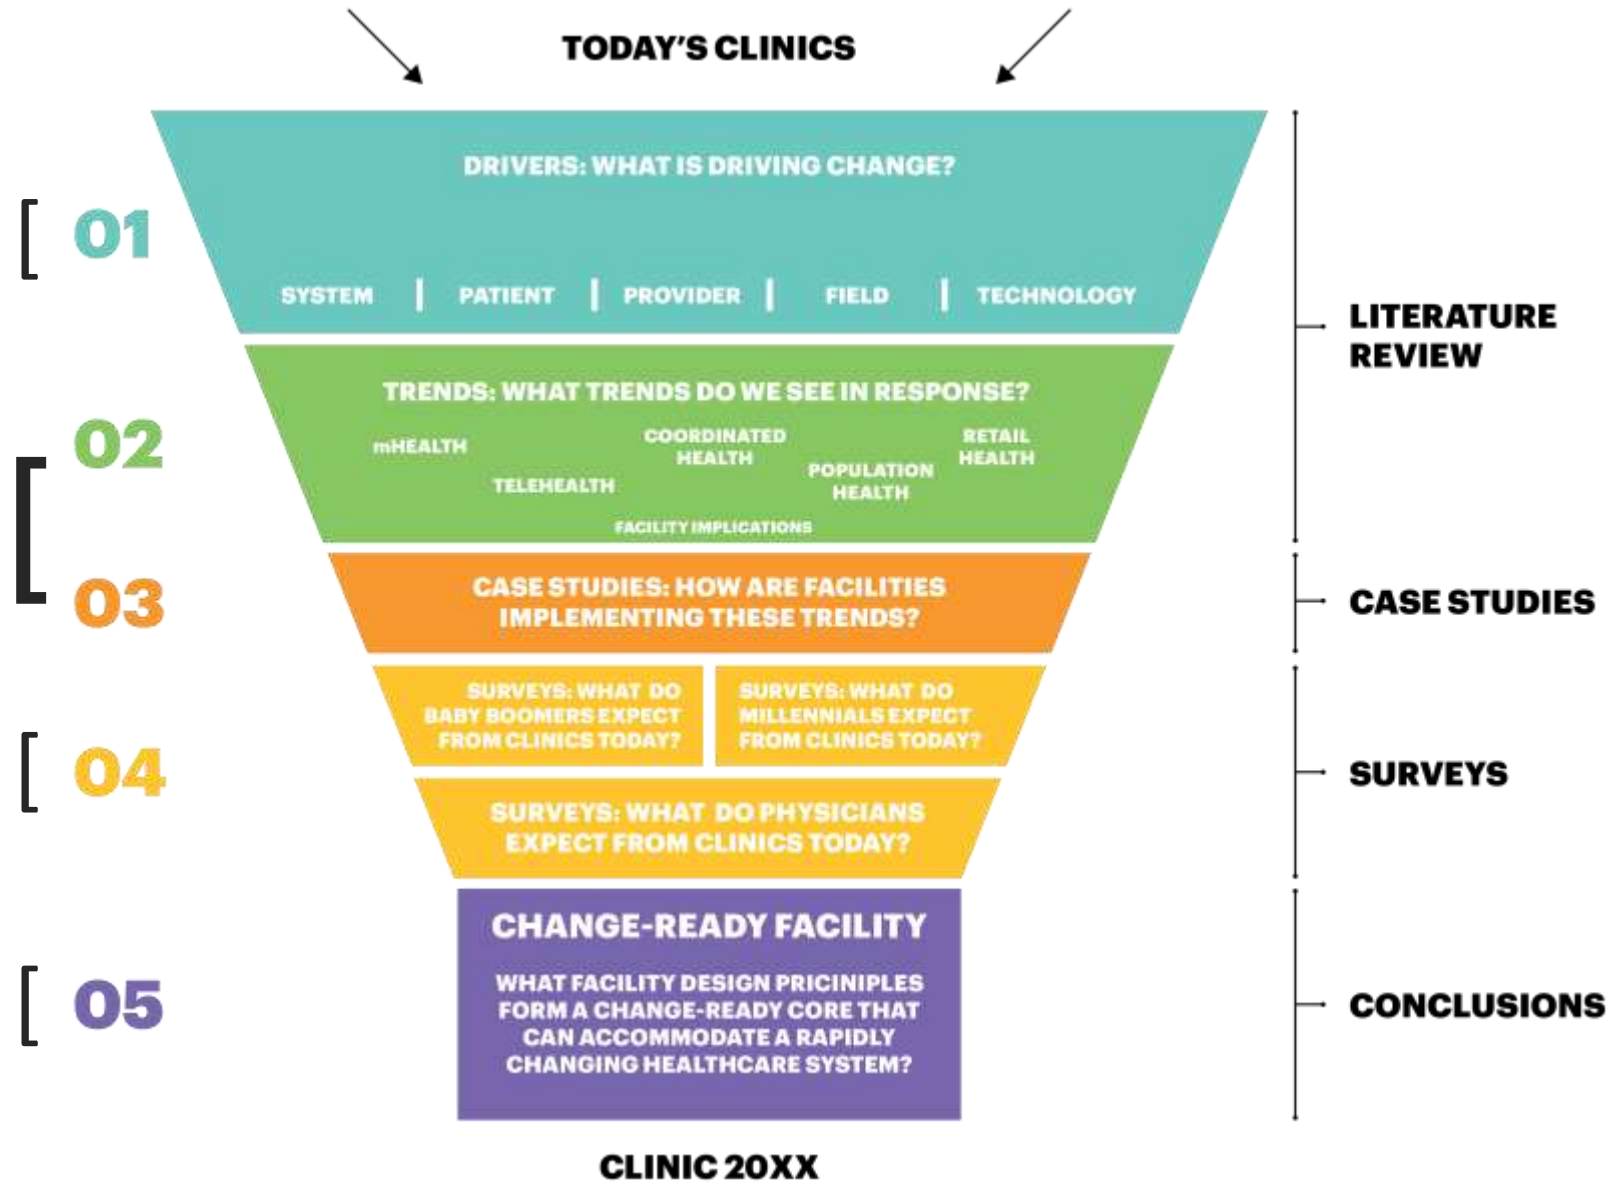 TODAY'S CLINICS
01
DRIVERS: WHAT IS DRIVING CHANGE?
SYSTEM | PATIENT | PROVIDER | FIELD | TECHNOLOGY
LITERATURE
REVIEW
02
TRENDS: WHAT TRENDS DO WE SEE IN RESPONSE?
mHEALTH
TELEHEALTH
COORDINATED
HEALTH
POPULATION
HEALTH
RETAIL
HEALTH
FACILITY IMPLICATIONS
03
CASE STUDIES: HOW ARE FACILITIES
IMPLEMENTING THESE TRENDS?
CASE STUDIES
04
SURVEYS: WHAT DO
BABY BOOMERS EXPECT
FROM CLINICS TODAY?
SURVEYS: WHAT DO
MILLENNIALS EXPECT
FROM CLINICS TODAY?
SURVEYS: WHAT DO PHYSICIANS
EXPECT FROM CLINICS TODAY?
SURVEYS
05
CHANGE-READY FACILITY
WHAT FACILITY DESIGN PRICINIPLES
FORM A CHANGE-READY CORE THAT
CAN ACCOMMODATE A RAPIDLY
CHANGING HEALTHCARE SYSTEM?
CONCLUSIONS
CLINIC 20XX